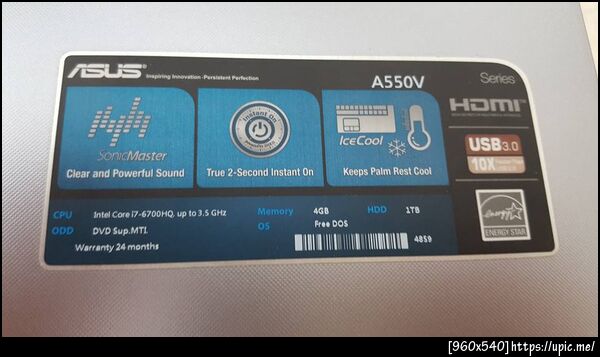 ASUS Inspiring Innovation · Persistent Perfection
A550V Series
SonicMaster
Clear and Powerful Sound
Instant On
True 2-Second Instant On
IceCool
Keeps Palm Rest Cool
HDMI
USB 3.0
10X
energy
ENERGY STAR
CPU Intel Core i7-6700HQ, up to 3.5 GHz Memory 4GB HDD 1TB
ODD DVD Sup.MTI. OS Free DOS
Warranty 24 months
4859
[960x540]https://upic.me/